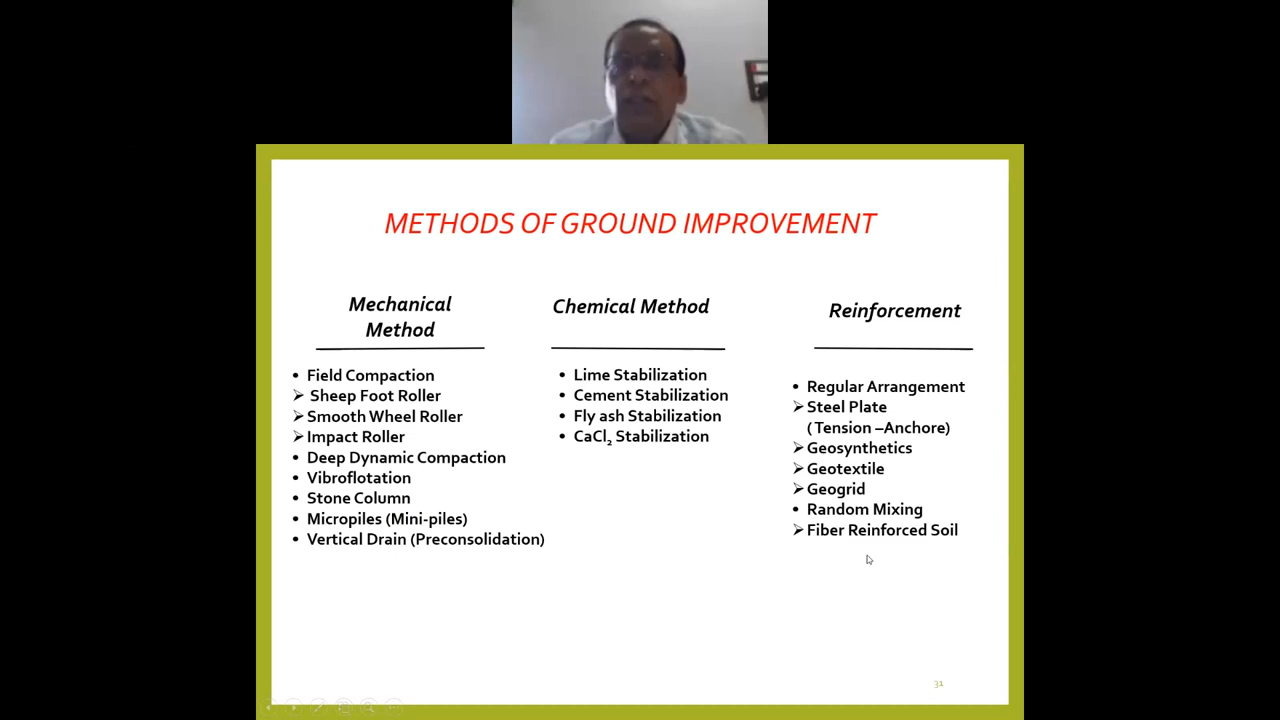 METHODS OF GROUND IMPROVEMENT
Mechanical
Method
• Field Compaction
➢ Sheep Foot Roller
➢ Smooth Wheel Roller
➢ Impact Roller
• Deep Dynamic Compaction
• Vibroflotation
• Stone Column
• Micropiles (Mini-piles)
• Vertical Drain (Preconsolidation)
Chemical Method
• Lime Stabilization
• Cement Stabilization
• Fly ash Stabilization
• CaCl₂ Stabilization
Reinforcement
• Regular Arrangement
➢ Steel Plate
( Tension –Anchore)
➢ Geosynthetics
➢ Geotextile
➢ Geogrid
• Random Mixing
➢ Fiber Reinforced Soil
31